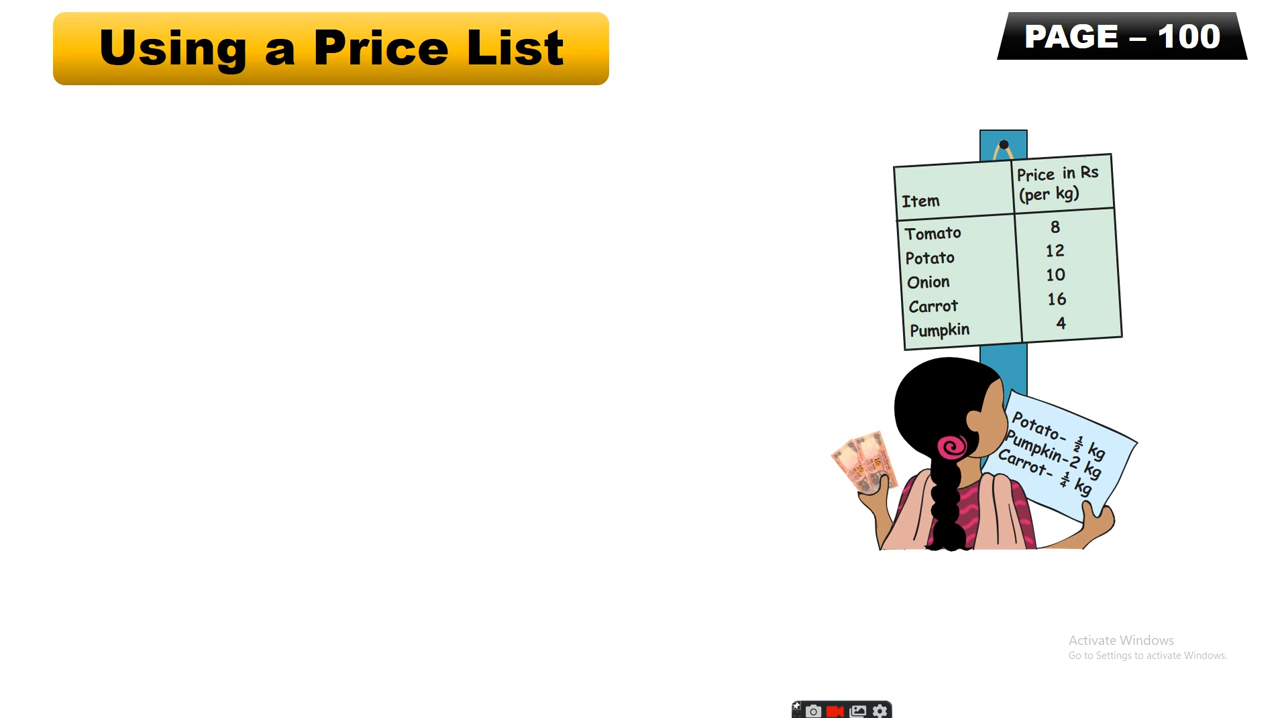 Using a Price List
PAGE – 100
Item Price in Rs (per kg)
Tomato 8
Potato 12
Onion 10
Carrot 16
Pumpkin 4
Potato- ½ kg
Pumpkin-2 kg
Carrot- ¼ kg
Activate Windows
Go to Settings to activate Windows.